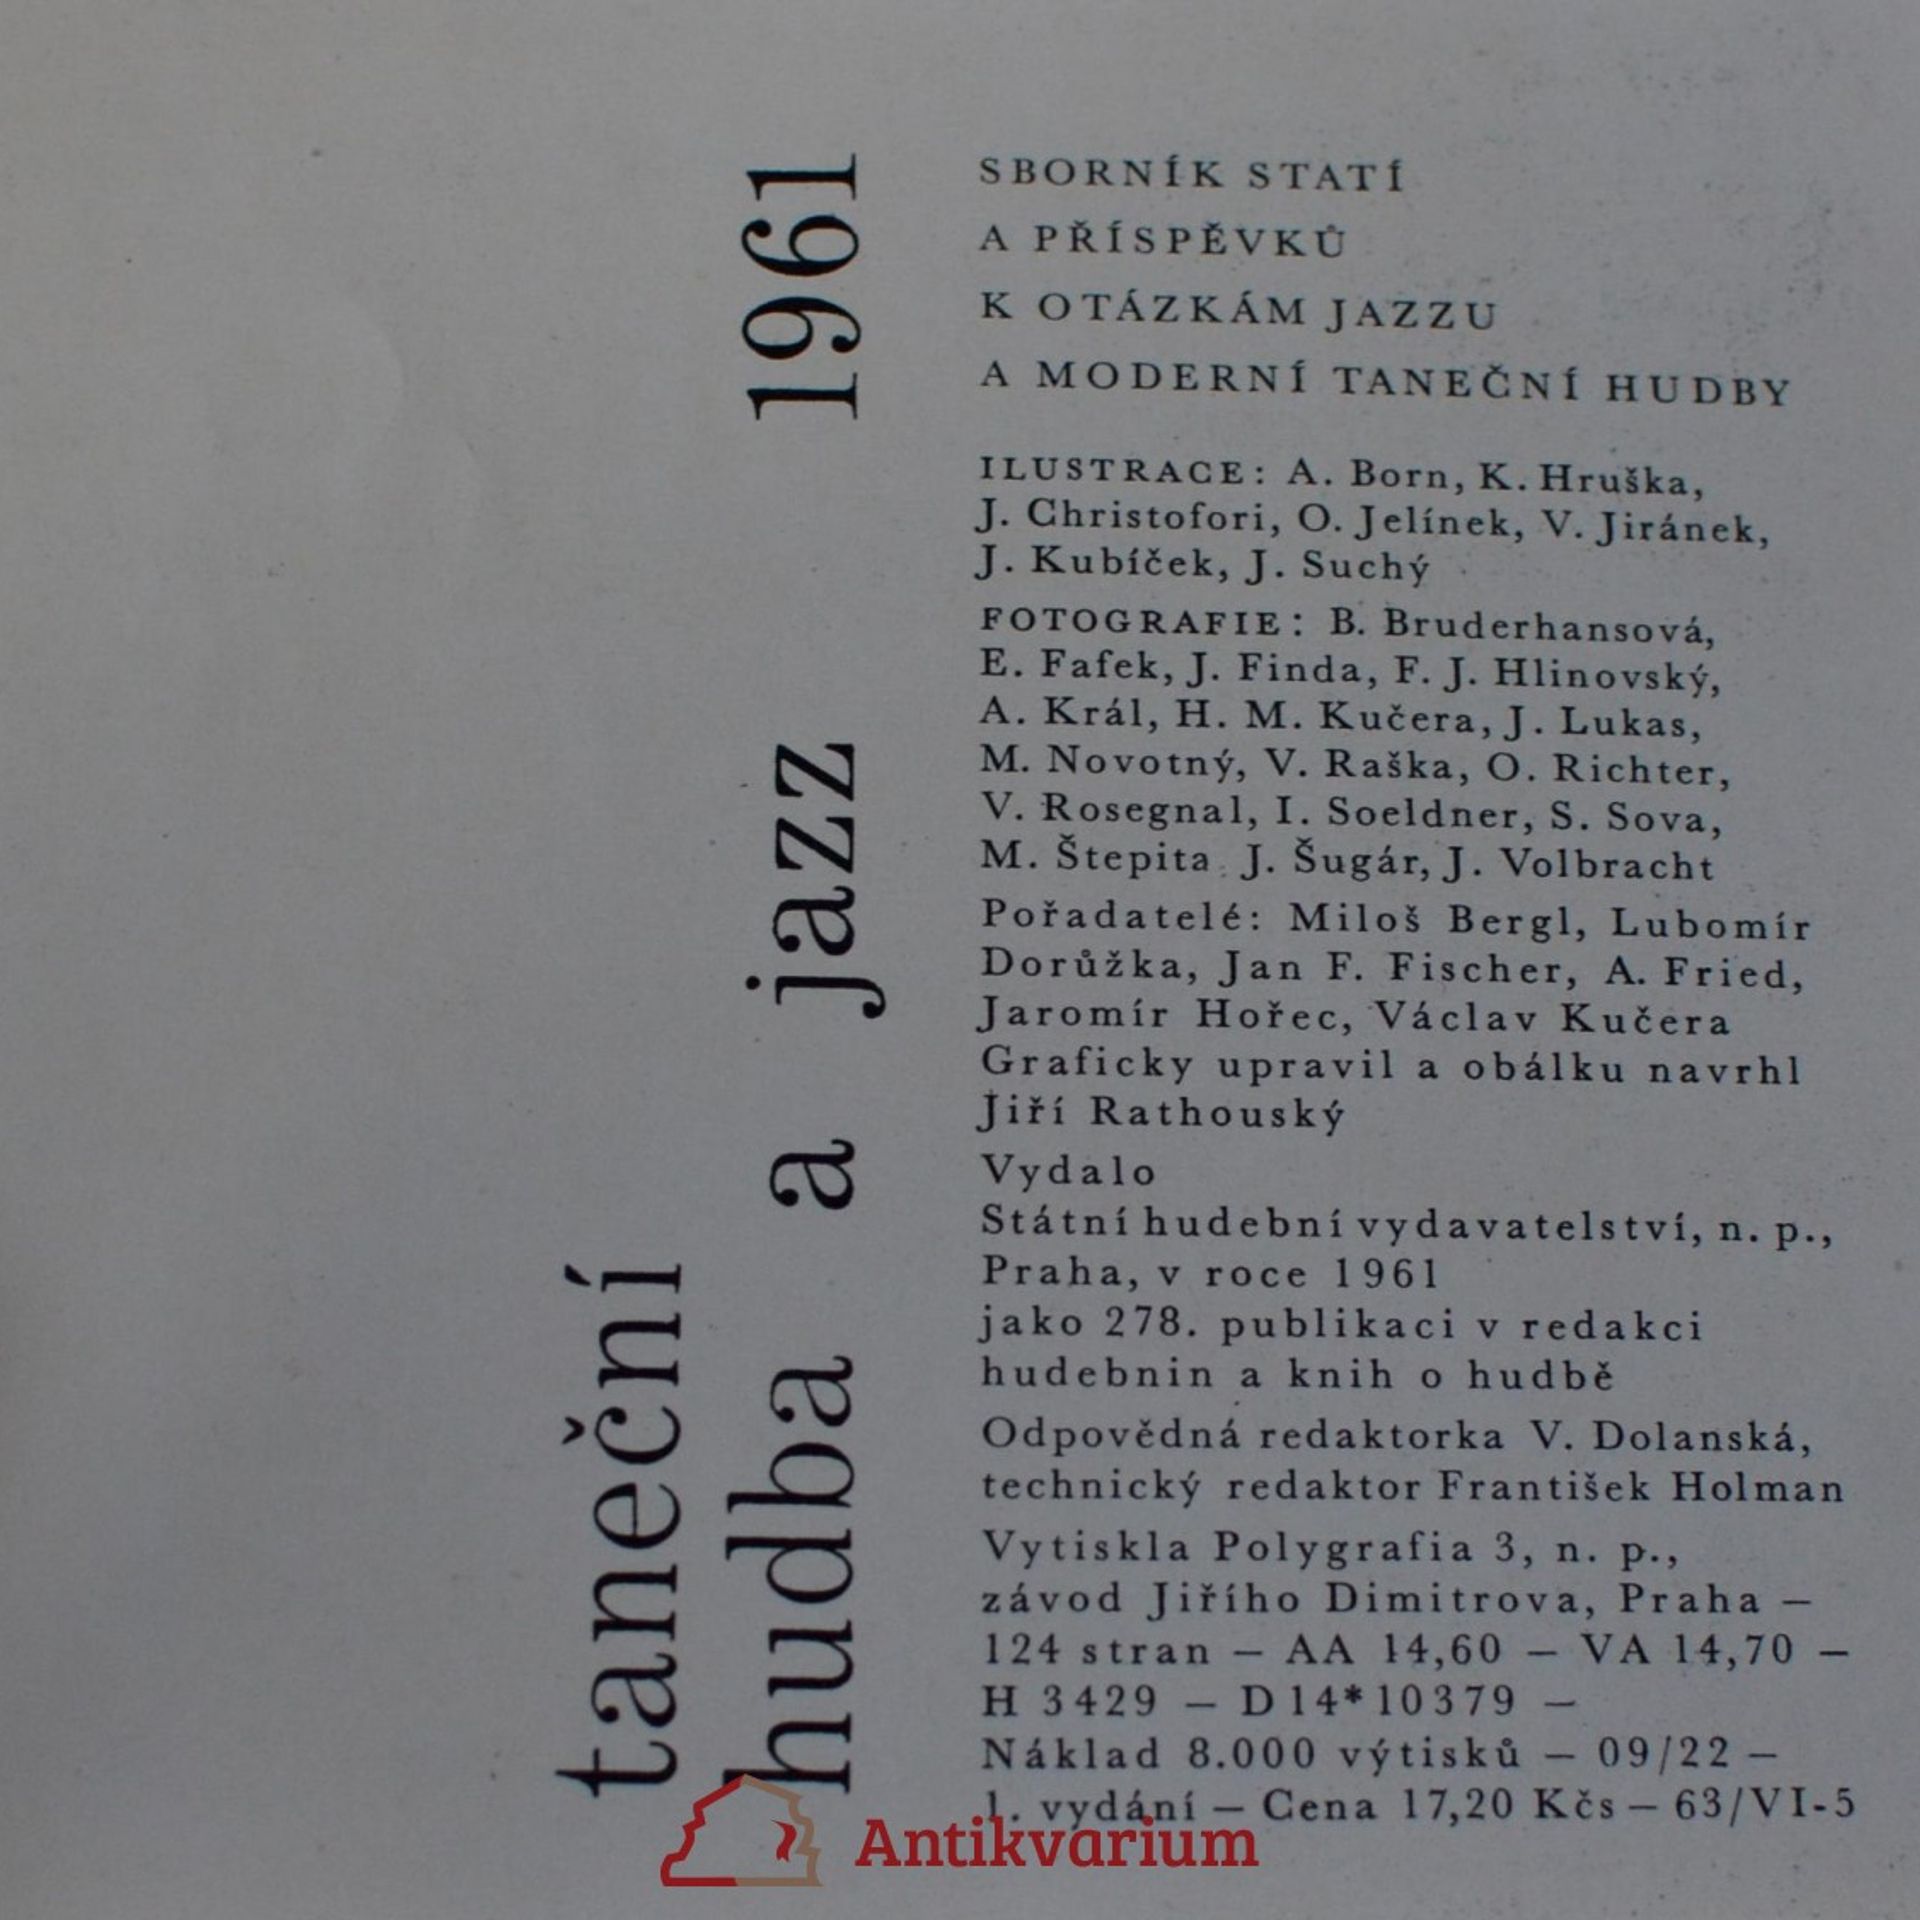 taneční
hudba a jazz 1961
SBORNÍK STATÍ
A PŘÍSPĚVKŮ
K OTÁZKÁM JAZZU
A MODERNÍ TANEČNÍ HUDBY
ILUSTRACE: A. Born, K. Hruška,
J. Christofori, O. Jelínek, V. Jiránek,
J. Kubíček, J. Suchý
FOTOGRAFIE: B. Bruderhansová,
E. Fafek, J. Finda, F. J. Hlinovský,
A. Král, H. M. Kučera, J. Lukas,
M. Novotný, V. Raška, O. Richter,
V. Rosegnal, I. Soeldner, S. Sova,
M. Štepita, J. Šugár, J. Volbracht
Pořadatelé: Miloš Bergl, Lubomír
Dorůžka, Jan F. Fischer, A. Fried,
Jaromír Hořec, Václav Kučera
Graficky upravil a obálku navrhl
Jiří Rathouský
Vydalo
Státní hudební vydavatelství, n. p.,
Praha, v roce 1961
jako 278. publikaci v redakci
hudebnin a knih o hudbě
Odpovědná redaktorka V. Dolanská,
technický redaktor František Holman
Vytiskla Polygrafia 3, n. p.,
závod Jiřího Dimitrova, Praha –
124 stran – AA 14,60 – VA 14,70 –
H 3429 – D 14*10379 –
Náklad 8.000 výtisků – 09/22 –
1. vydání – Cena 17,20 Kčs – 63/VI-5
Antikvarium